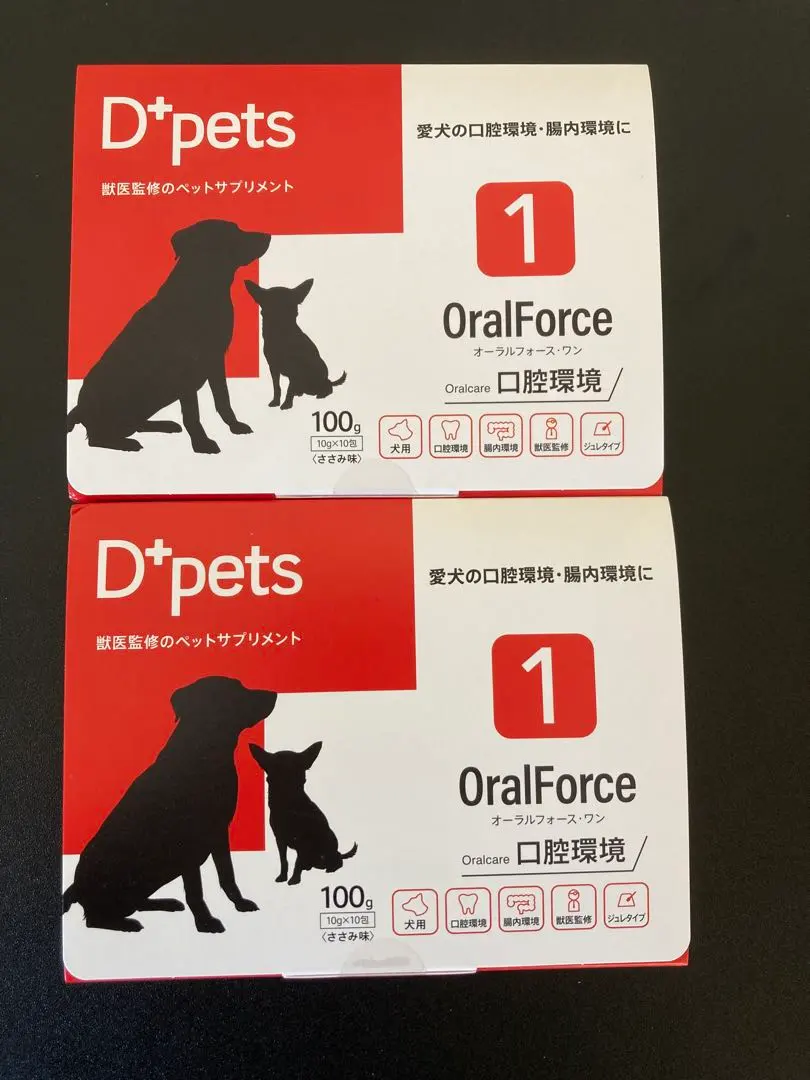 D+pets
獣医監修のペットサプリメント
愛犬の口腔環境・腸内環境に
1
OralForce
オーラルフォース・ワン
Oralcare 口腔環境
100g
10g×10包
〈ささみ味〉
犬用
口腔環境
腸内環境
獣医監修
ジュレタイプ
D+pets
獣医監修のペットサプリメント
愛犬の口腔環境・腸内環境に
1
OralForce
オーラルフォース・ワン
Oralcare 口腔環境
100g
10g×10包
〈ささみ味〉
犬用
口腔環境
腸内環境
獣医監修
ジュレタイプ